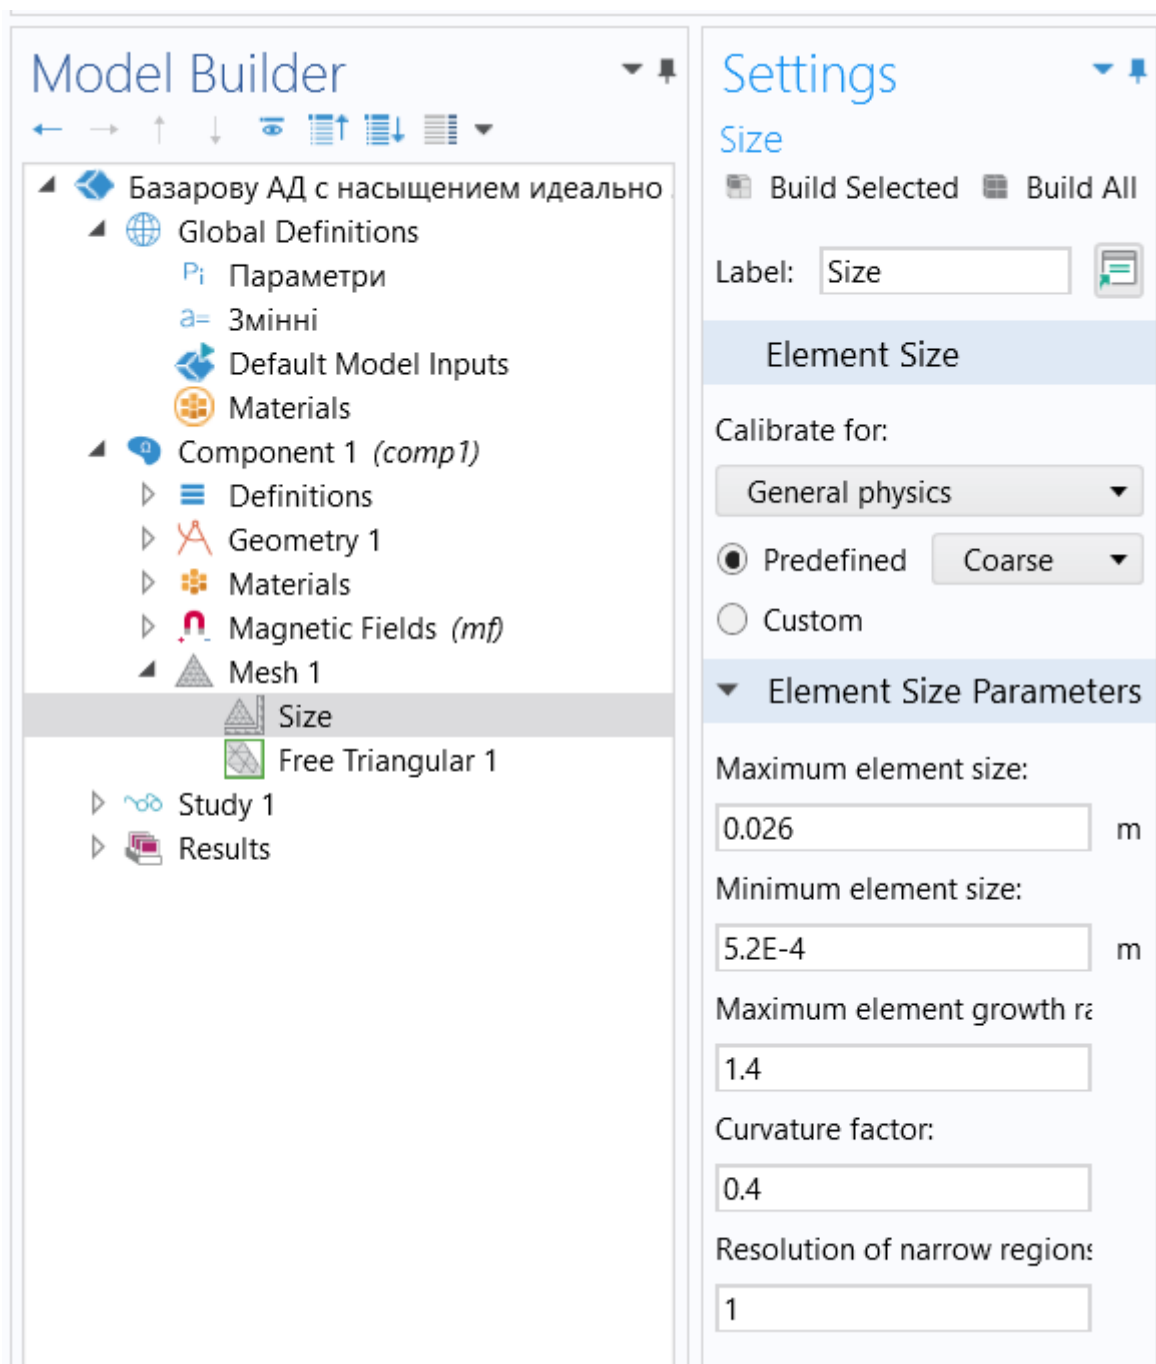 Model Builder
Базарову АД с насыщением идеально
Global Definitions
Pi Параметри
a= Змінні
Default Model Inputs
Materials
Component 1 (comp1)
Definitions
Geometry 1
Materials
Magnetic Fields (mf)
Mesh 1
Size
Free Triangular 1
Study 1
Results
Settings
Size
Build Selected Build All
Label: Size
Element Size
Calibrate for:
General physics
Predefined Coarse
Custom
Element Size Parameters
Maximum element size:
0.026 m
Minimum element size:
5.2E-4 m
Maximum element growth ra
1.4
Curvature factor:
0.4
Resolution of narrow regions
1